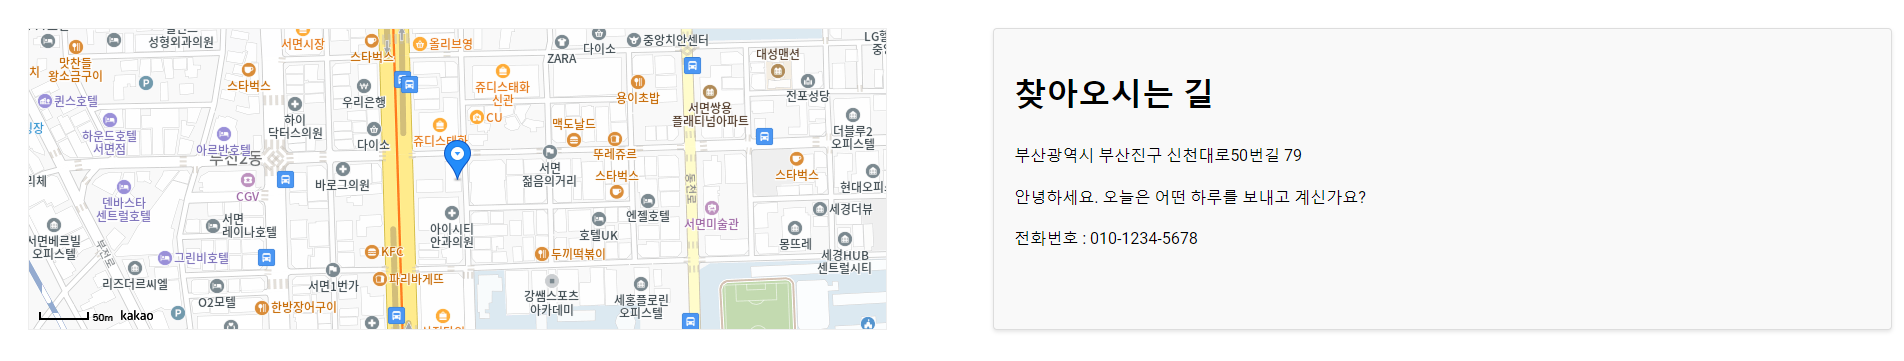 성형외과의원
서면시장
올리브영
중앙치안센터
다이소
ZARA
대성맨션
맛찬들
왕소금구이
스타벅스
스타벅스
쥬디스태화
신관
우리은행
용이초밥
전포성당
퀸스호텔
CU
서면쌍용
플래티넘아파트
하이
닥터스의원
맥도날드
더블루2
오피스텔
하운드호텔
서면점
쥬디스태화
다이소
아르반호텔
부전2동
뚜레쥬르
서면
젊음의거리
바로그의원
스타벅스
스타벅스
현대오피스
리체
CGV
동천로
덴바스타
센트럴호텔
엔젤호텔
세경더뷰
서면
레이나호텔
아이시티
안과의원
호텔UK
서면미술관
몽뜨레
서면베르빌
오피스텔
부전로
그린비호텔
KFC
두끼떡볶이
세경HUB
센트럴시티
리즈더르씨엘
서면1번가
파리바게뜨
O2모텔
한방장어구이
강쌤스포츠
아카데미
세홍플로린
오피스텔
50m kakao
찾아오시는 길
부산광역시 부산진구 신천대로50번길 79
안녕하세요. 오늘은 어떤 하루를 보내고 계신가요?
전화번호 : 010-1234-5678